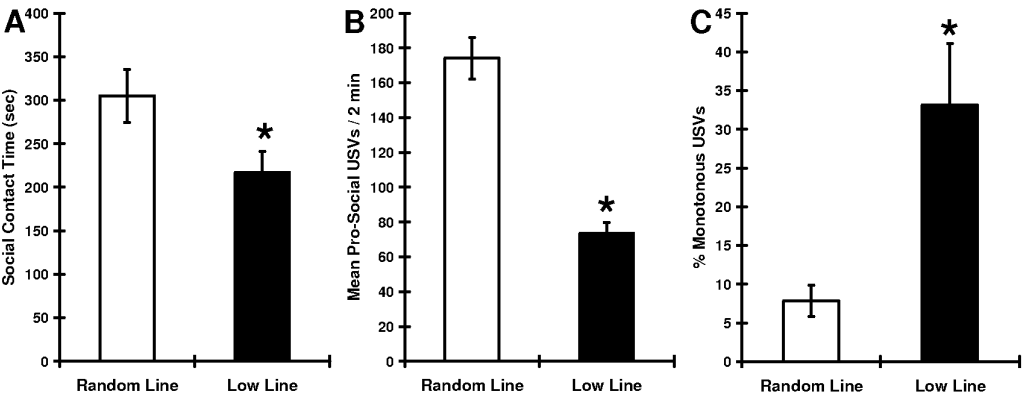 A
Social Contact Time (sec)
400
350
300
250
200
150
100
50
0
*
Random Line
Low Line
B
Mean Pro-Social USVs / 2 min
200
180
160
140
120
100
80
60
40
20
0
*
Random Line
Low Line
C
% Monotonous USVs
45
40
35
30
25
20
15
10
5
0
*
Random Line
Low Line